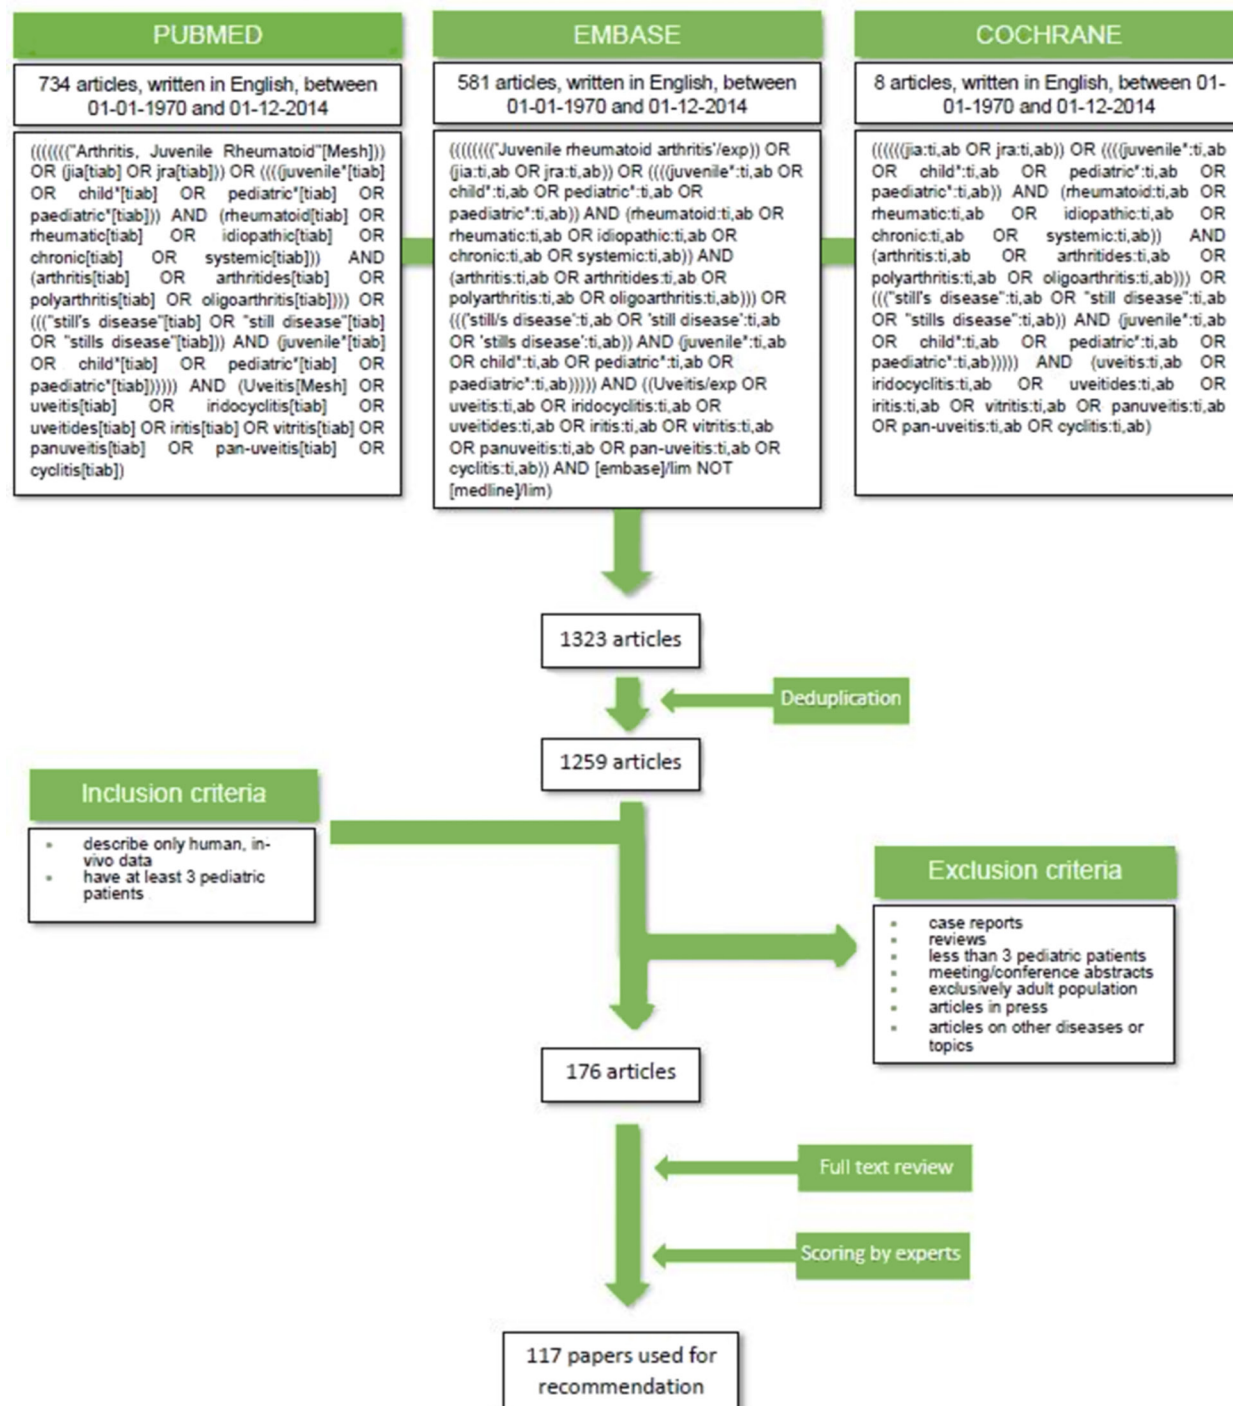 PUBMED
734 articles, written in English, between
01-01-1970 and 01-12-2014
((((((("Arthritis, Juvenile Rheumatoid"[Mesh]))
OR (jia[tiab] OR jra[tiab])) OR ((((juvenile*[tiab]
OR child*[tiab] OR pediatric*[tiab] OR
paediatric*[tiab])) AND (rheumatoid[tiab] OR
rheumatic[tiab] OR idiopathic[tiab] OR
chronic[tiab] OR systemic[tiab])) AND
(arthritis[tiab] OR arthritides[tiab] OR
polyarthritis[tiab] OR oligoarthritis[tiab]))) OR
((("still's disease"[tiab] OR "still disease"[tiab]
OR "stills disease"[tiab])) AND (juvenile*[tiab]
OR child*[tiab] OR pediatric*[tiab] OR
paediatric*[tiab]))))) AND (Uveitis[Mesh] OR
uveitis[tiab] OR iridocyclitis[tiab] OR
uveitides[tiab] OR iritis[tiab] OR vitritis[tiab] OR
panuveitis[tiab] OR pan-uveitis[tiab] OR
cyclitis[tiab])
EMBASE
581 articles, written in English, between
01-01-1970 and 01-12-2014
(((((((('Juvenile rheumatoid arthritis'/exp)) OR
(jia:ti,ab OR jra:ti,ab)) OR ((((juvenile*:ti,ab OR
child*:ti,ab OR pediatric*:ti,ab OR
paediatric*:ti,ab)) AND (rheumatoid:ti,ab OR
rheumatic:ti,ab OR idiopathic:ti,ab OR
chronic:ti,ab OR systemic:ti,ab)) AND
(arthritis:ti,ab OR arthritides:ti,ab OR
polyarthritis:ti,ab OR oligoarthritis:ti,ab))) OR
((('still/s disease':ti,ab OR 'still disease':ti,ab
OR 'stills disease':ti,ab)) AND (juvenile*:ti,ab
OR child*:ti,ab OR pediatric*:ti,ab OR
paediatric*:ti,ab))))) AND ((Uveitis/exp OR
uveitis:ti,ab OR iridocyclitis:ti,ab OR
uveitides:ti,ab OR iritis:ti,ab OR vitritis:ti,ab
OR panuveitis:ti,ab OR pan-uveitis:ti,ab OR
cyclitis:ti,ab)) AND [embase]/lim NOT
[medline]/lim)
COCHRANE
8 articles, written in English, between 01-
01-1970 and 01-12-2014
((((((jia:ti,ab OR jra:ti,ab)) OR ((((juvenile*:ti,ab
OR child*:ti,ab OR pediatric*:ti,ab OR
paediatric*:ti,ab)) AND (rheumatoid:ti,ab OR
rheumatic:ti,ab OR idiopathic:ti,ab OR
chronic:ti,ab OR systemic:ti,ab)) AND
(arthritis:ti,ab OR arthritides:ti,ab OR
polyarthritis:ti,ab OR oligoarthritis:ti,ab))) OR
((("still's disease":ti,ab OR "still disease":ti,ab
OR "stills disease":ti,ab)) AND (juvenile*:ti,ab
OR child*:ti,ab OR pediatric*:ti,ab OR
paediatric*:ti,ab))))) AND (uveitis:ti,ab OR
iridocyclitis:ti,ab OR uveitides:ti,ab OR
iritis:ti,ab OR vitritis:ti,ab OR panuveitis:ti,ab
OR pan-uveitis:ti,ab OR cyclitis:ti,ab)
1323 articles
Deduplication
1259 articles
Inclusion criteria
▪ describe only human, in-
vivo data
▪ have at least 3 pediatric
patients
Exclusion criteria
▪ case reports
▪ reviews
▪ less than 3 pediatric patients
▪ meeting/conference abstracts
▪ exclusively adult population
▪ articles in press
▪ articles on other diseases or
topics
176 articles
Full text review
Scoring by experts
117 papers used for
recommendation